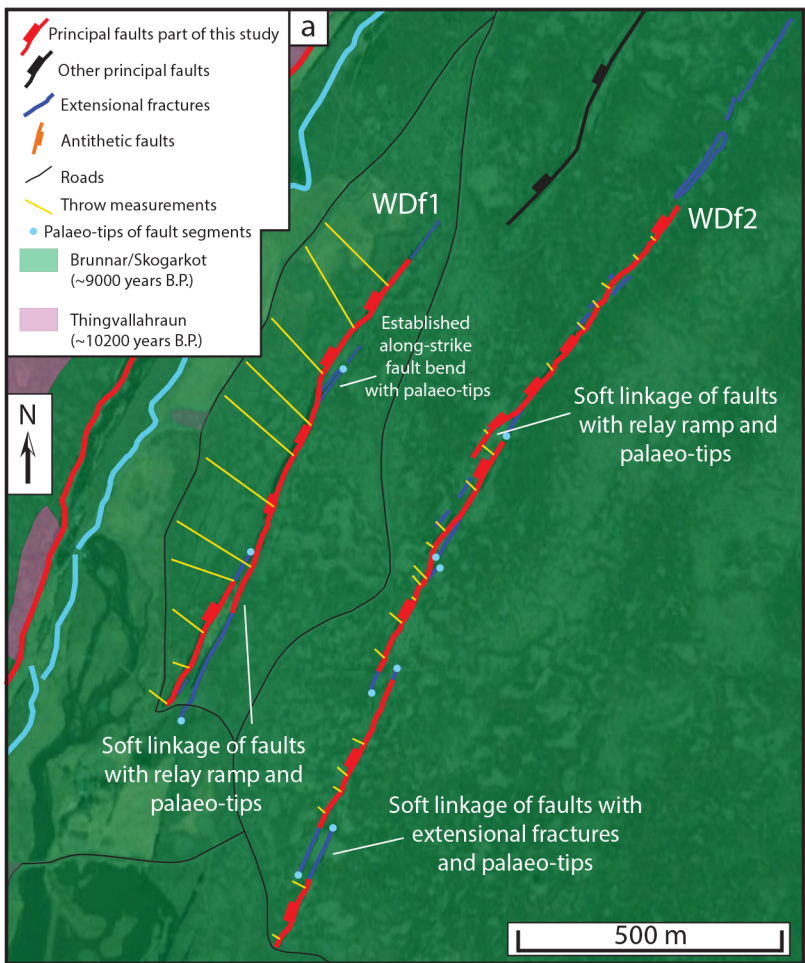 a
Principal faults part of this study
Other principal faults
Extensional fractures
Antithetic faults
Roads
Throw measurements
Palaeo-tips of fault segments
Brunnar/Skogarkot
(~9000 years B.P.)
Thingvallahraun
(~10200 years B.P.)
N
WDf1
WDf2
Established
along-strike
fault bend
with palaeo-tips
Soft linkage of faults
with relay ramp and
palaeo-tips
Soft linkage of faults
with relay ramp and
palaeo-tips
Soft linkage of faults with
extensional fractures
and palaeo-tips
500 m